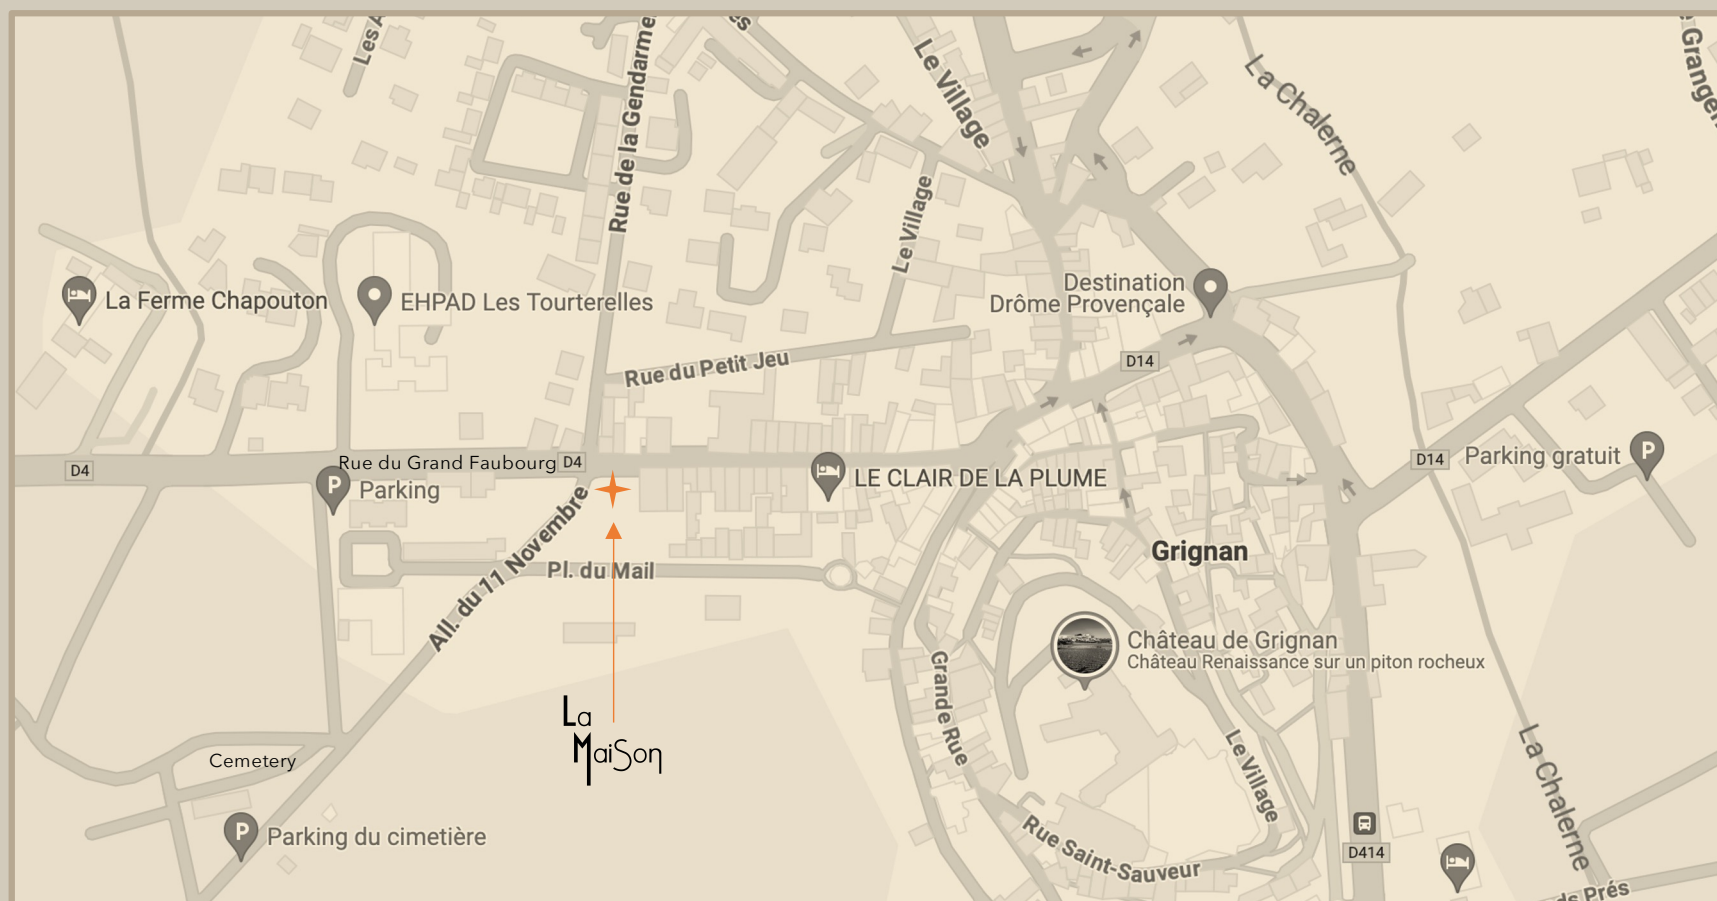 Les
Rue de la Gendarme
Le Village
La Chalerne
Grangen
Le Village
Destination
Drôme Provençale
La Ferme Chapouton
EHPAD Les Tourterelles
Rue du Petit Jeu
D14
D4
Rue du Grand Faubourg
D4
Parking
LE CLAIR DE LA PLUME
D14
Parking gratuit
All. du 11 Novembre
Pl. du Mail
Grignan
Château de Grignan
Château Renaissance sur un piton rocheux
Grande Rue
La
MaiSon
Le Village
La Chalerne
Cemetery
Parking du cimetière
Rue Saint-Sauveur
D414
Prés